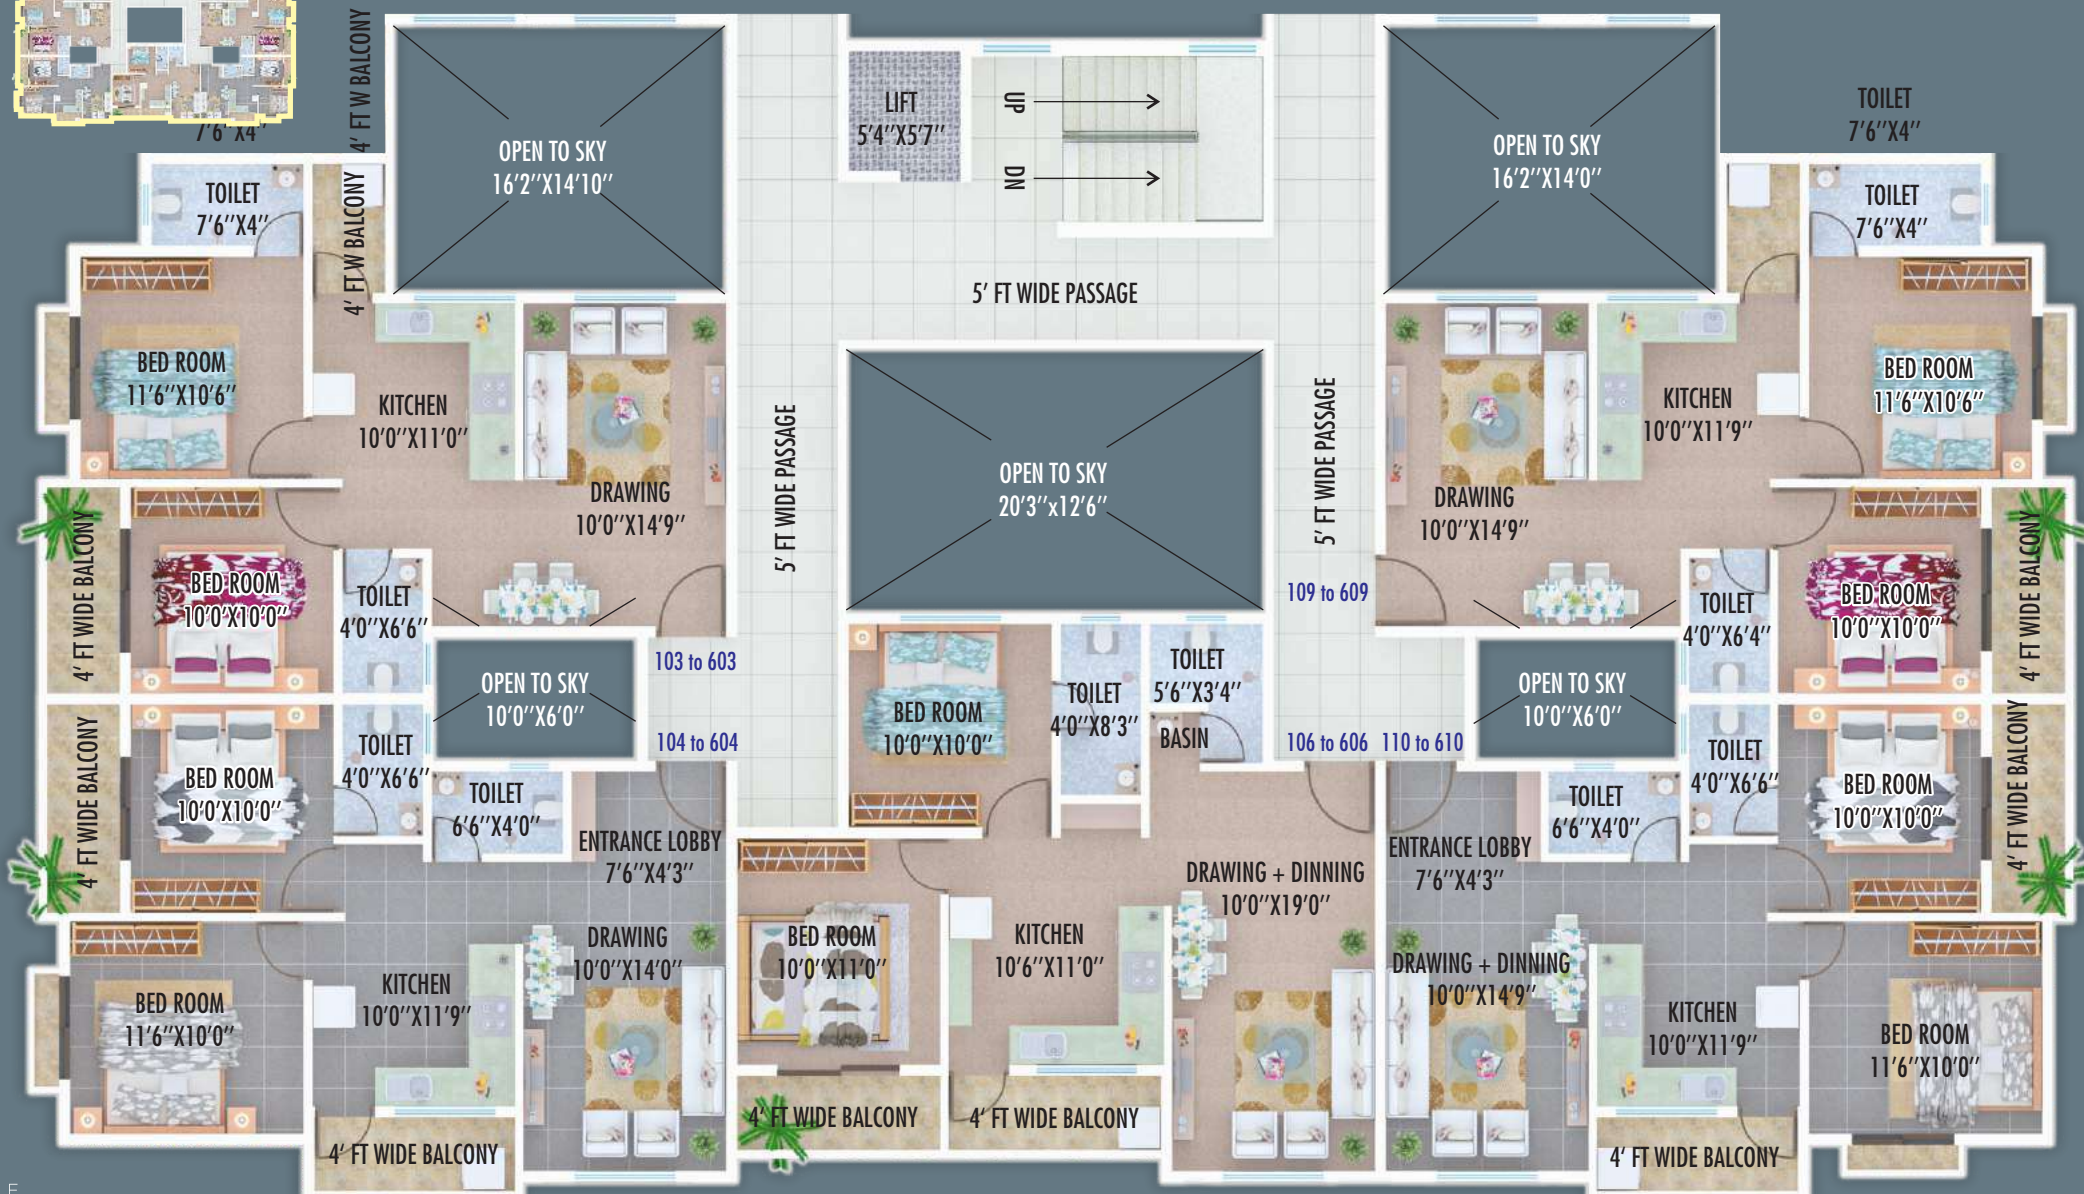 7'6''X4''
4' FT W BALCONY
TOILET
7'6''X4''
4' FT W BALCONY
OPEN TO SKY
16'2''X14'10''
LIFT
5'4''X5'7''
UP
DN
OPEN TO SKY
16'2''X14'0''
TOILET
7'6''X4''
TOILET
7'6''X4''
5' FT WIDE PASSAGE
BED ROOM
11'6''X10'6''
KITCHEN
10'0''X11'0''
DRAWING
10'0''X14'9''
5' FT WIDE PASSAGE
OPEN TO SKY
20'3''x12'6''
5' FT WIDE PASSAGE
DRAWING
10'0''X14'9''
KITCHEN
10'0''X11'9''
BED ROOM
11'6''X10'6''
4' FT WIDE BALCONY
BED ROOM
10'0'X10'0''
TOILET
4'0''X6'6''
OPEN TO SKY
10'0''X6'0''
103 to 603
104 to 604
109 to 609
TOILET
4'0''X6'4''
BED ROOM
10'0''X10'0''
4' FT WIDE BALCONY
4' FT WIDE BALCONY
BED ROOM
10'0'X10'0''
TOILET
4'0''X6'6''
TOILET
6'6''X4'0''
ENTRANCE LOBBY
7'6''X4'3''
BED ROOM
10'0''X10'0''
TOILET
4'0''X8'3''
TOILET
5'6''X3'4''
BASIN
106 to 606
110 to 610
OPEN TO SKY
10'0''X6'0''
TOILET
4'0''X6'6''
TOILET
6'6''X4'0''
ENTRANCE LOBBY
7'6''X4'3''
BED ROOM
10'0''X10'0''
4' FT WIDE BALCONY
BED ROOM
11'6''X10'0''
KITCHEN
10'0''X11'9''
DRAWING
10'0''X14'0''
BED ROOM
10'0''X11'0''
KITCHEN
10'6''X11'0''
DRAWING + DINNING
10'0''X19'0''
DRAWING + DINNING
10'0''X14'9''
KITCHEN
10'0''X11'9''
BED ROOM
11'6''X10'0''
4' FT WIDE BALCONY
4' FT WIDE BALCONY
4' FT WIDE BALCONY
4' FT WIDE BALCONY